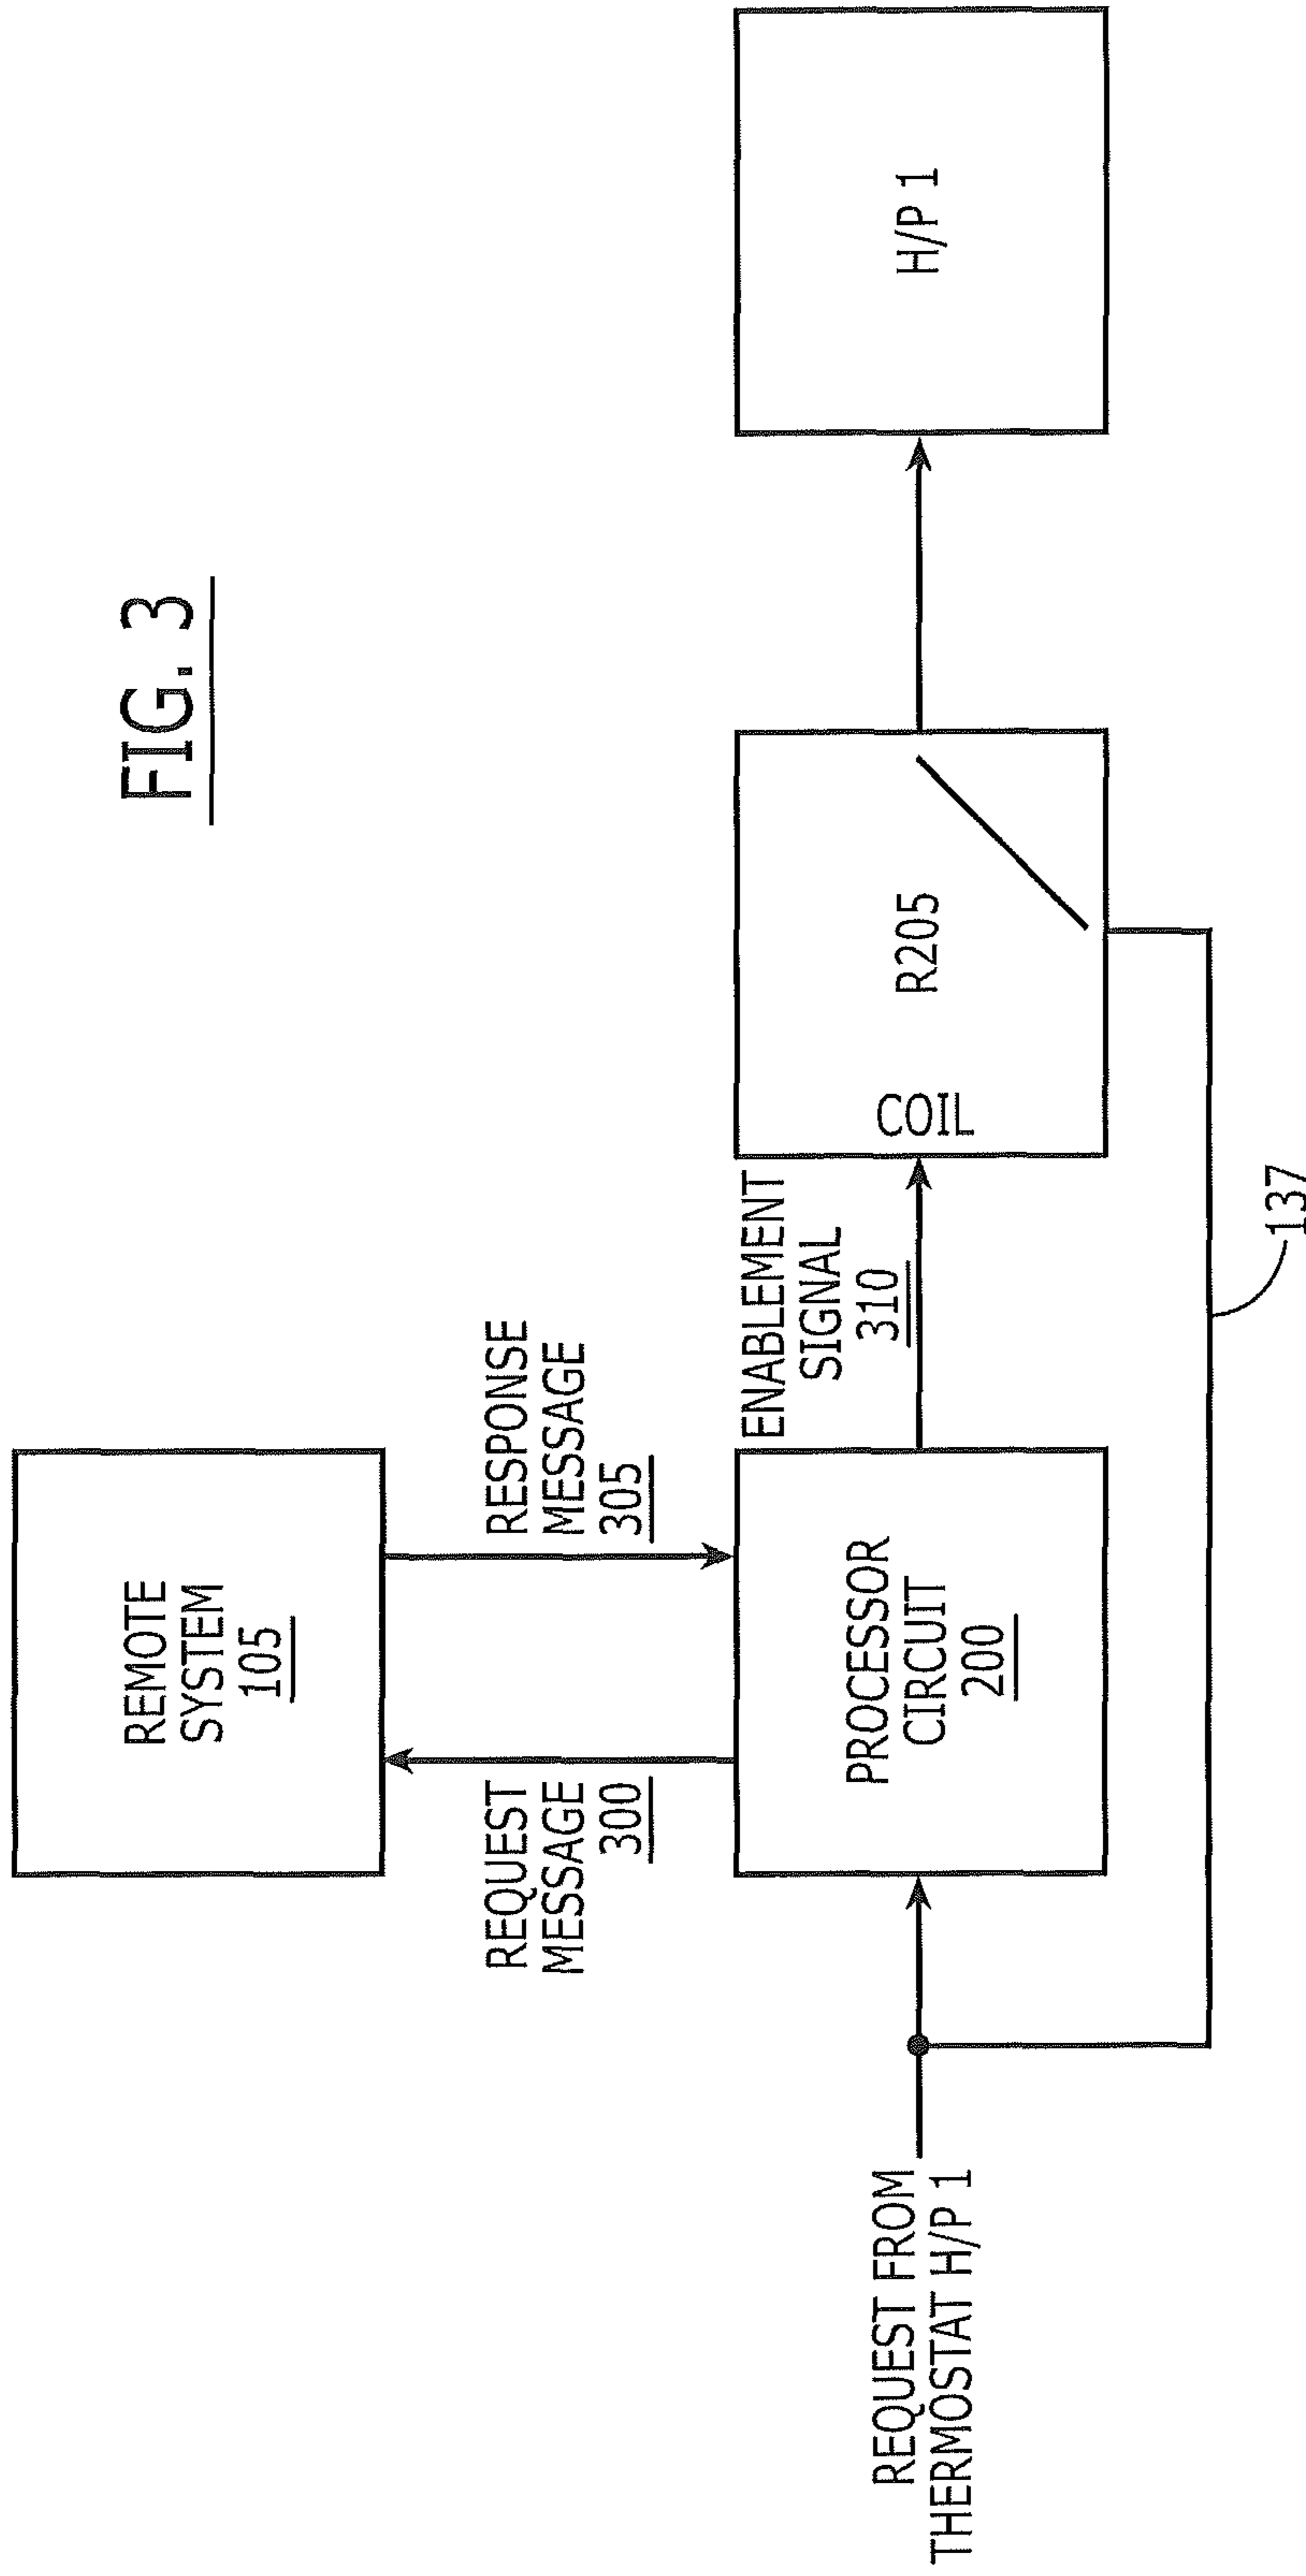 FIG. 3
REMOTE
SYSTEM
105
REQUEST
MESSAGE
300
RESPONSE
MESSAGE
305
REQUEST FROM
THERMOSTAT H/P 1
PROCESSOR
CIRCUIT
200
ENABLEMENT
SIGNAL
310
COIL
R205
H/P 1
137